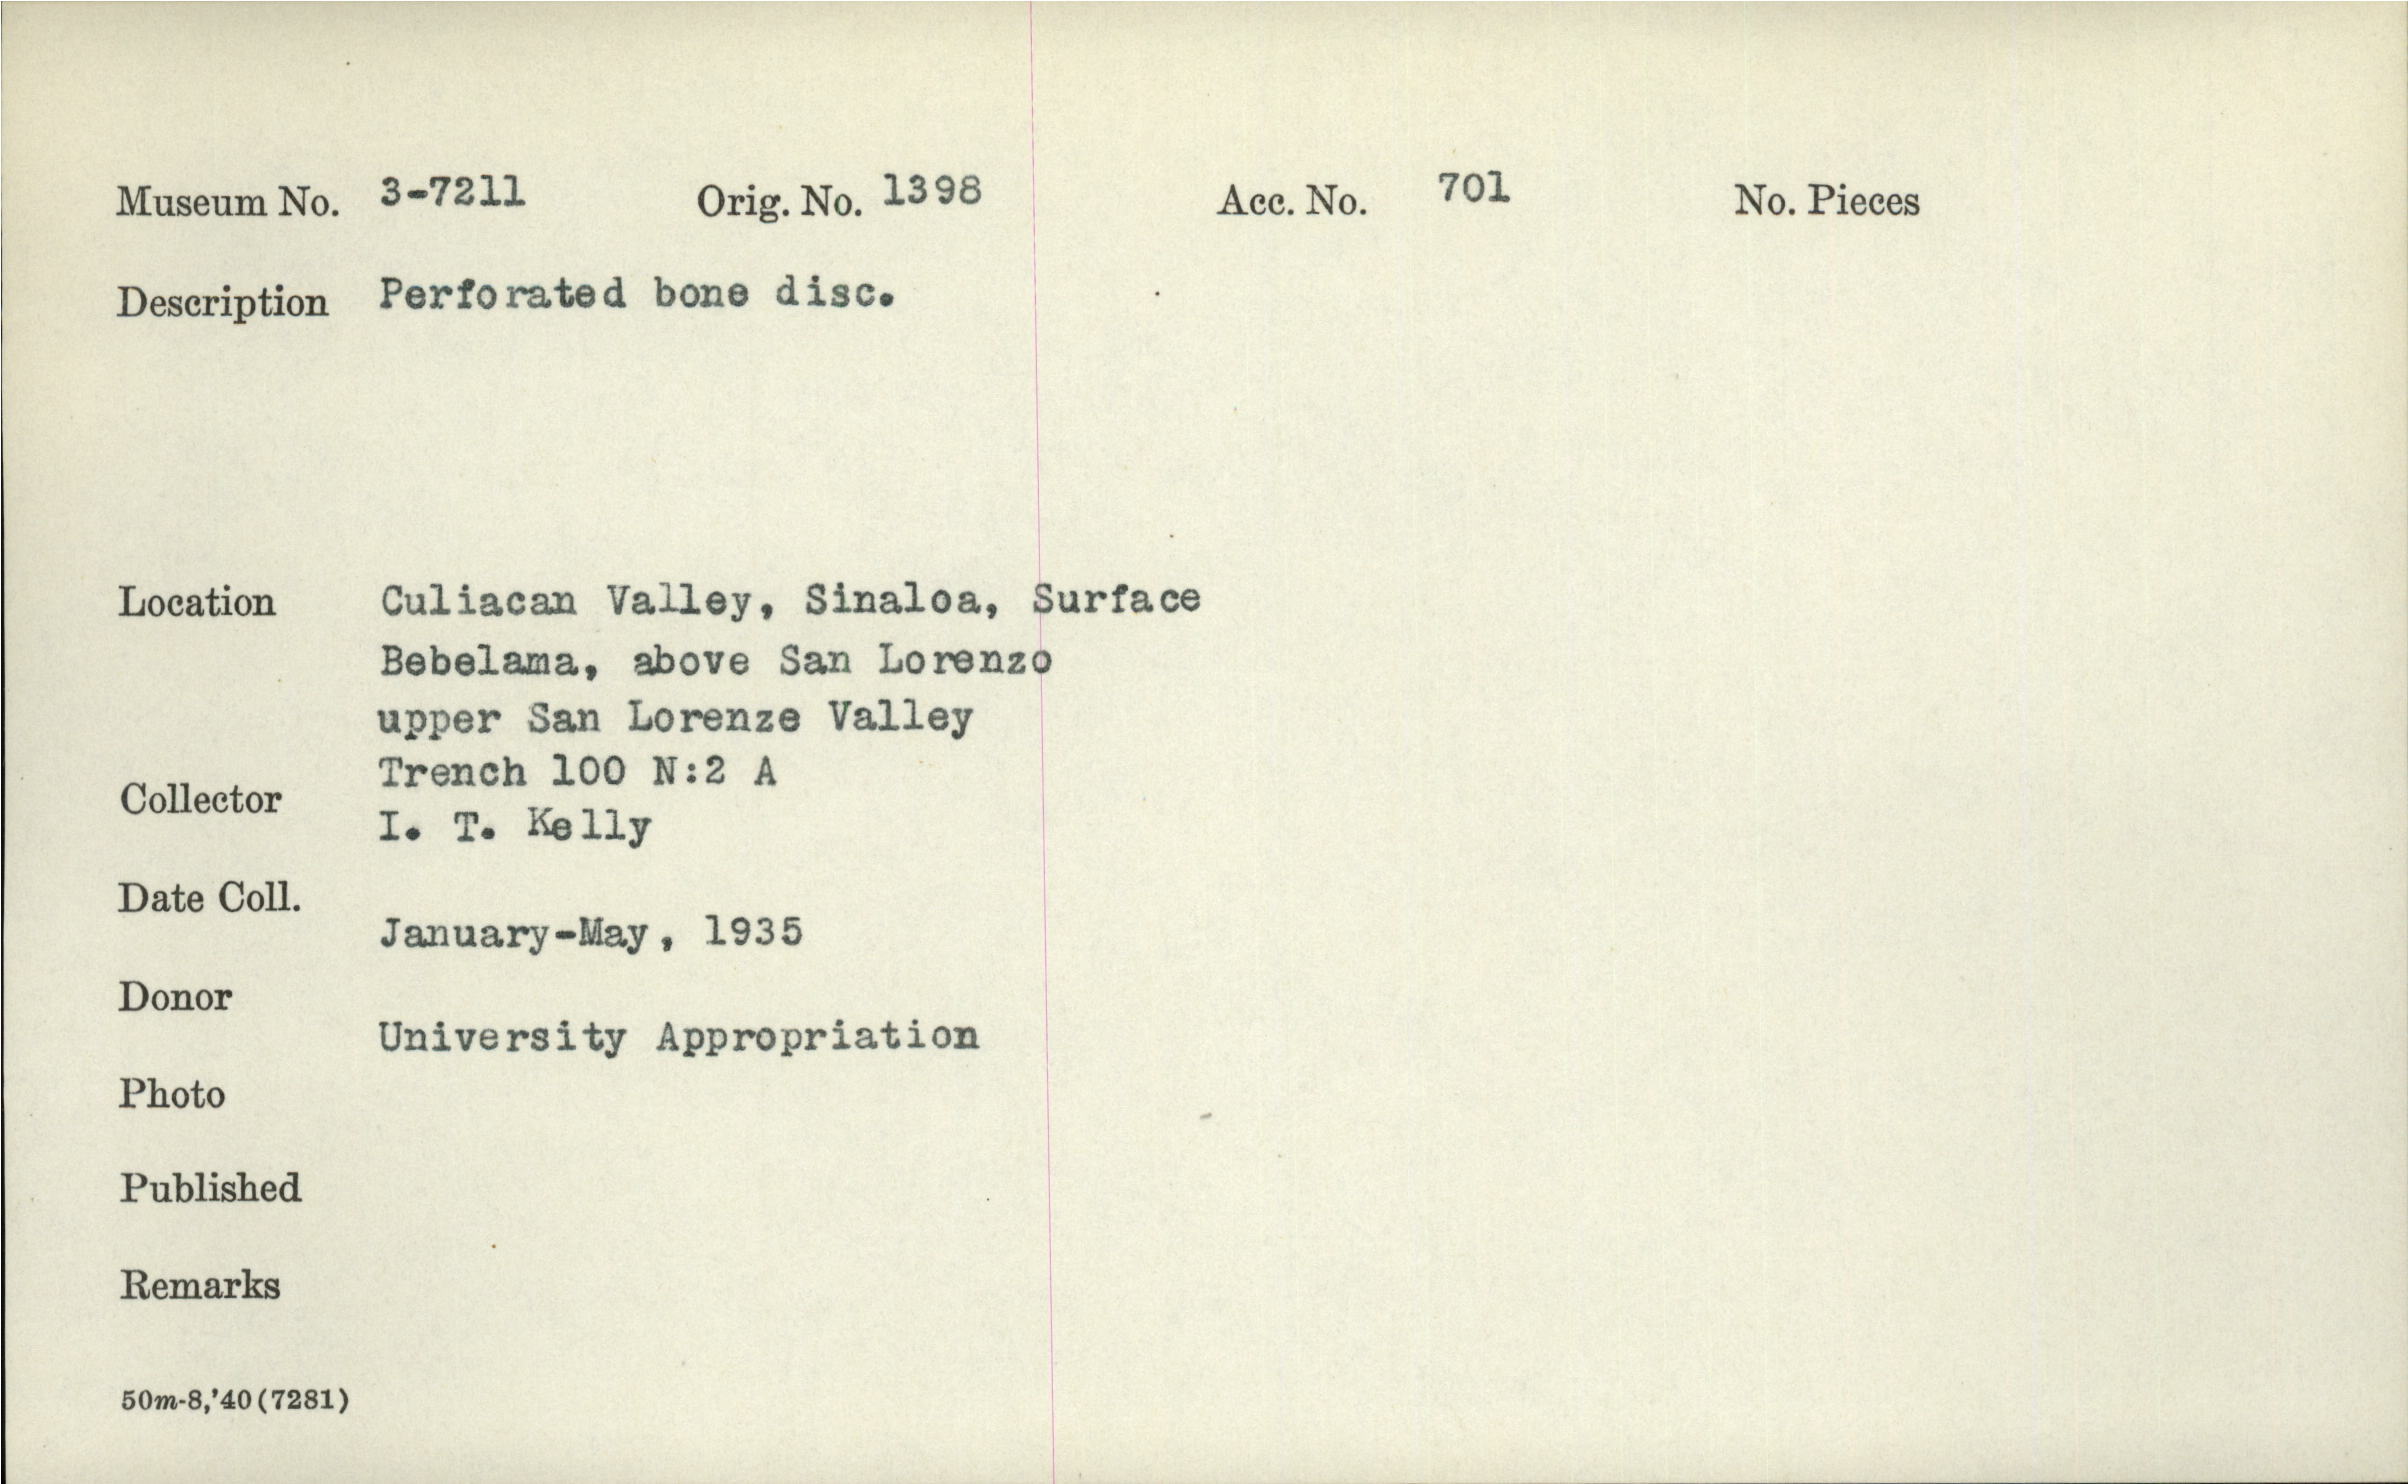 Museum No. 3-7211 Orig. No. 1398 Acc. No. 701 No. Pieces
Description Perforated bone disc.
Location Culiacan Valley, Sinaloa, Surface
Bebelama, above San Lorenzo
upper San Lorenze Valley
Trench 100 N:2 A
Collector I. T. Kelly
Date Coll. January-May, 1935
Donor University Appropriation
Photo
Published
Remarks
50m-8,'40(7281)